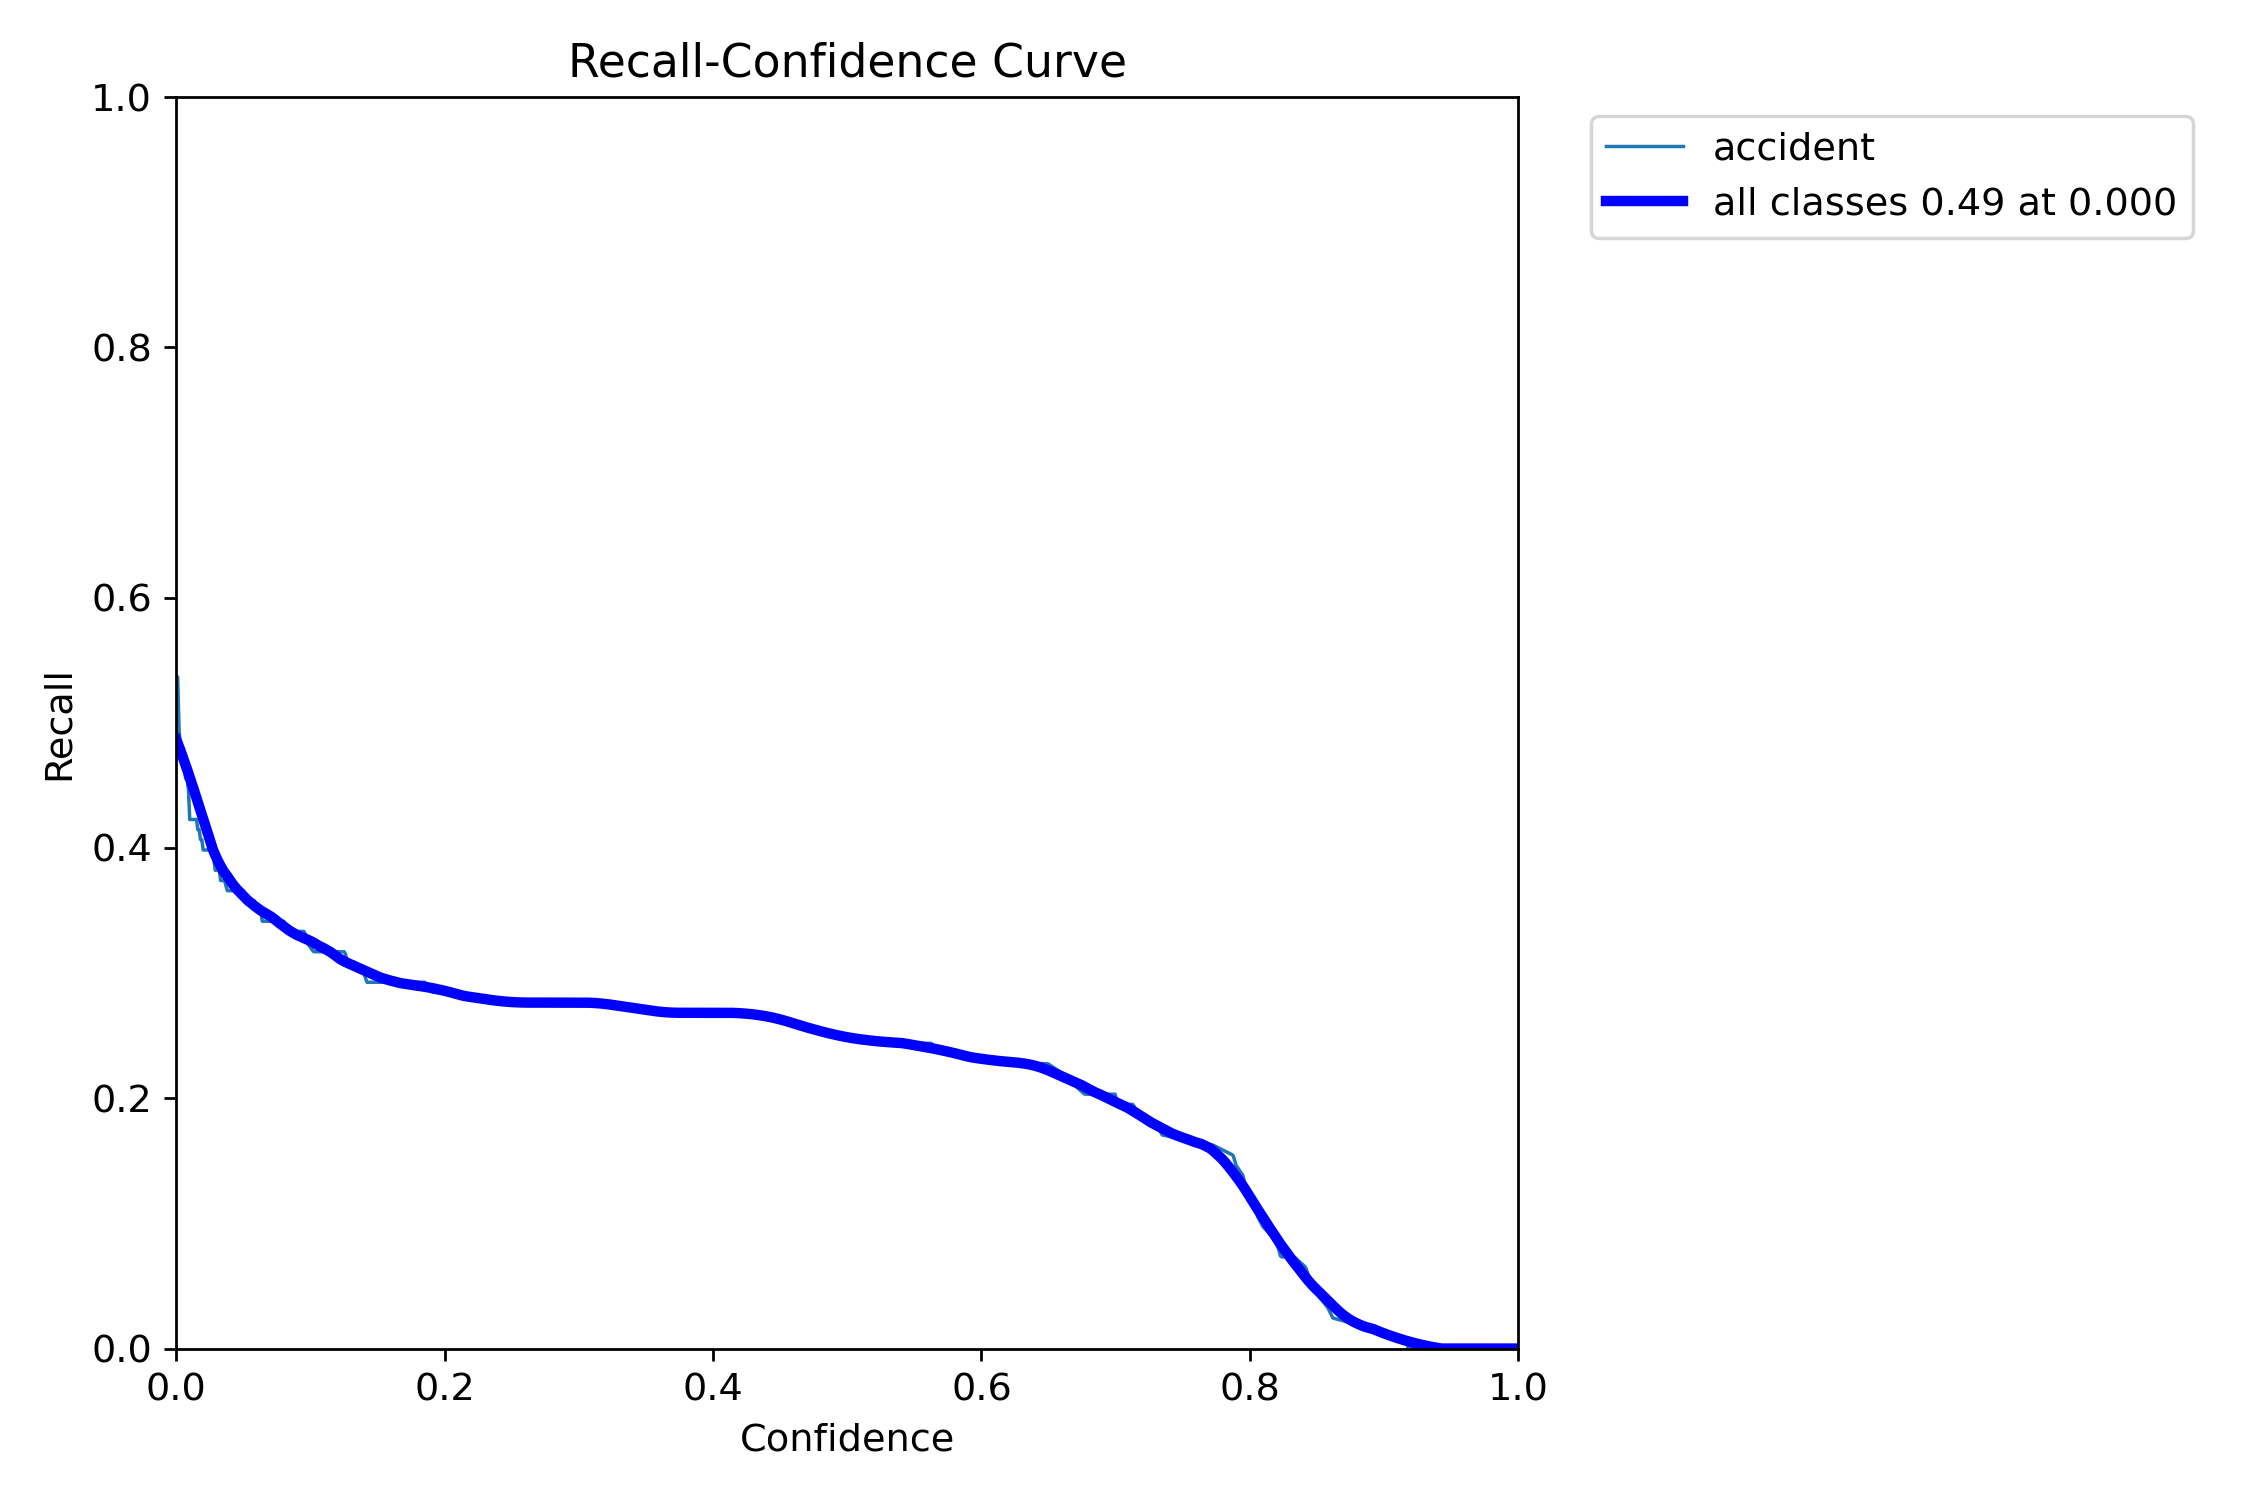 Recall-Confidence Curve
1.0
0.8
0.6
0.4
0.2
0.0
Recall
0.0 0.2 0.4 0.6 0.8 1.0
Confidence
accident
all classes 0.49 at 0.000